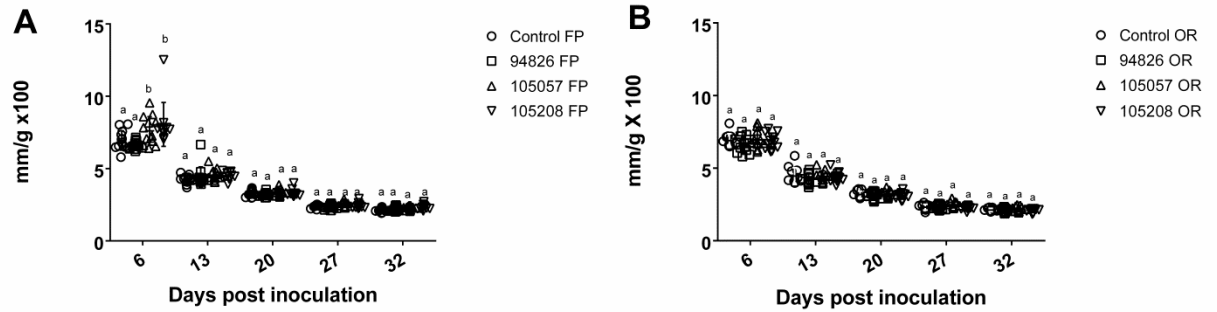 A
mm/g x100
15
10
5
0
b
b
a a
a
a a a
a a a a
a a a a
a a a a
6 13 20 27 32
Days post inoculation
Control FP
94826 FP
105057 FP
105208 FP
B
mm/g X 100
15
10
5
0
a a a a
a a a a
a a a a
a a a a
a a a a
6 13 20 27 32
Days post inoculation
Control OR
94826 OR
105057 OR
105208 OR